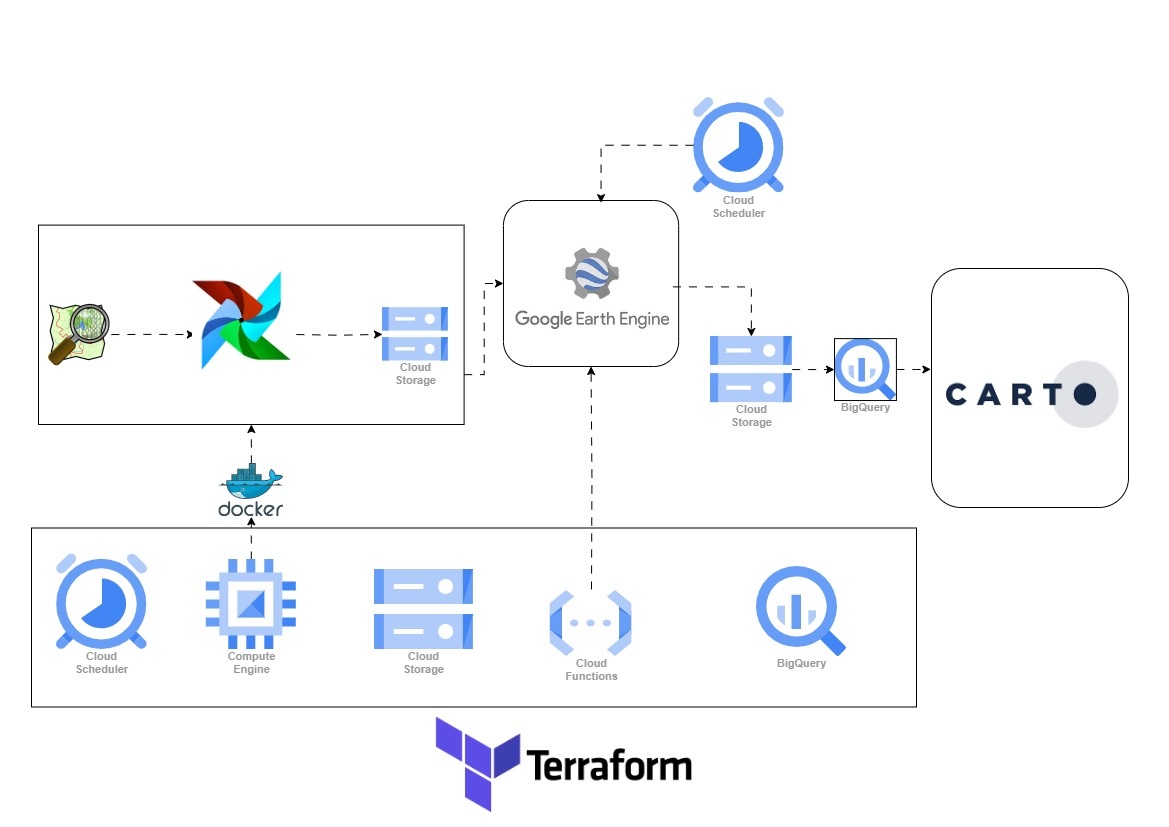 Cloud
Scheduler
Google Earth Engine
Cloud
Storage
Cloud
Storage
BigQuery
CARTO
docker
Cloud
Scheduler
Compute
Engine
Cloud
Storage
Cloud
Functions
BigQuery
Terraform